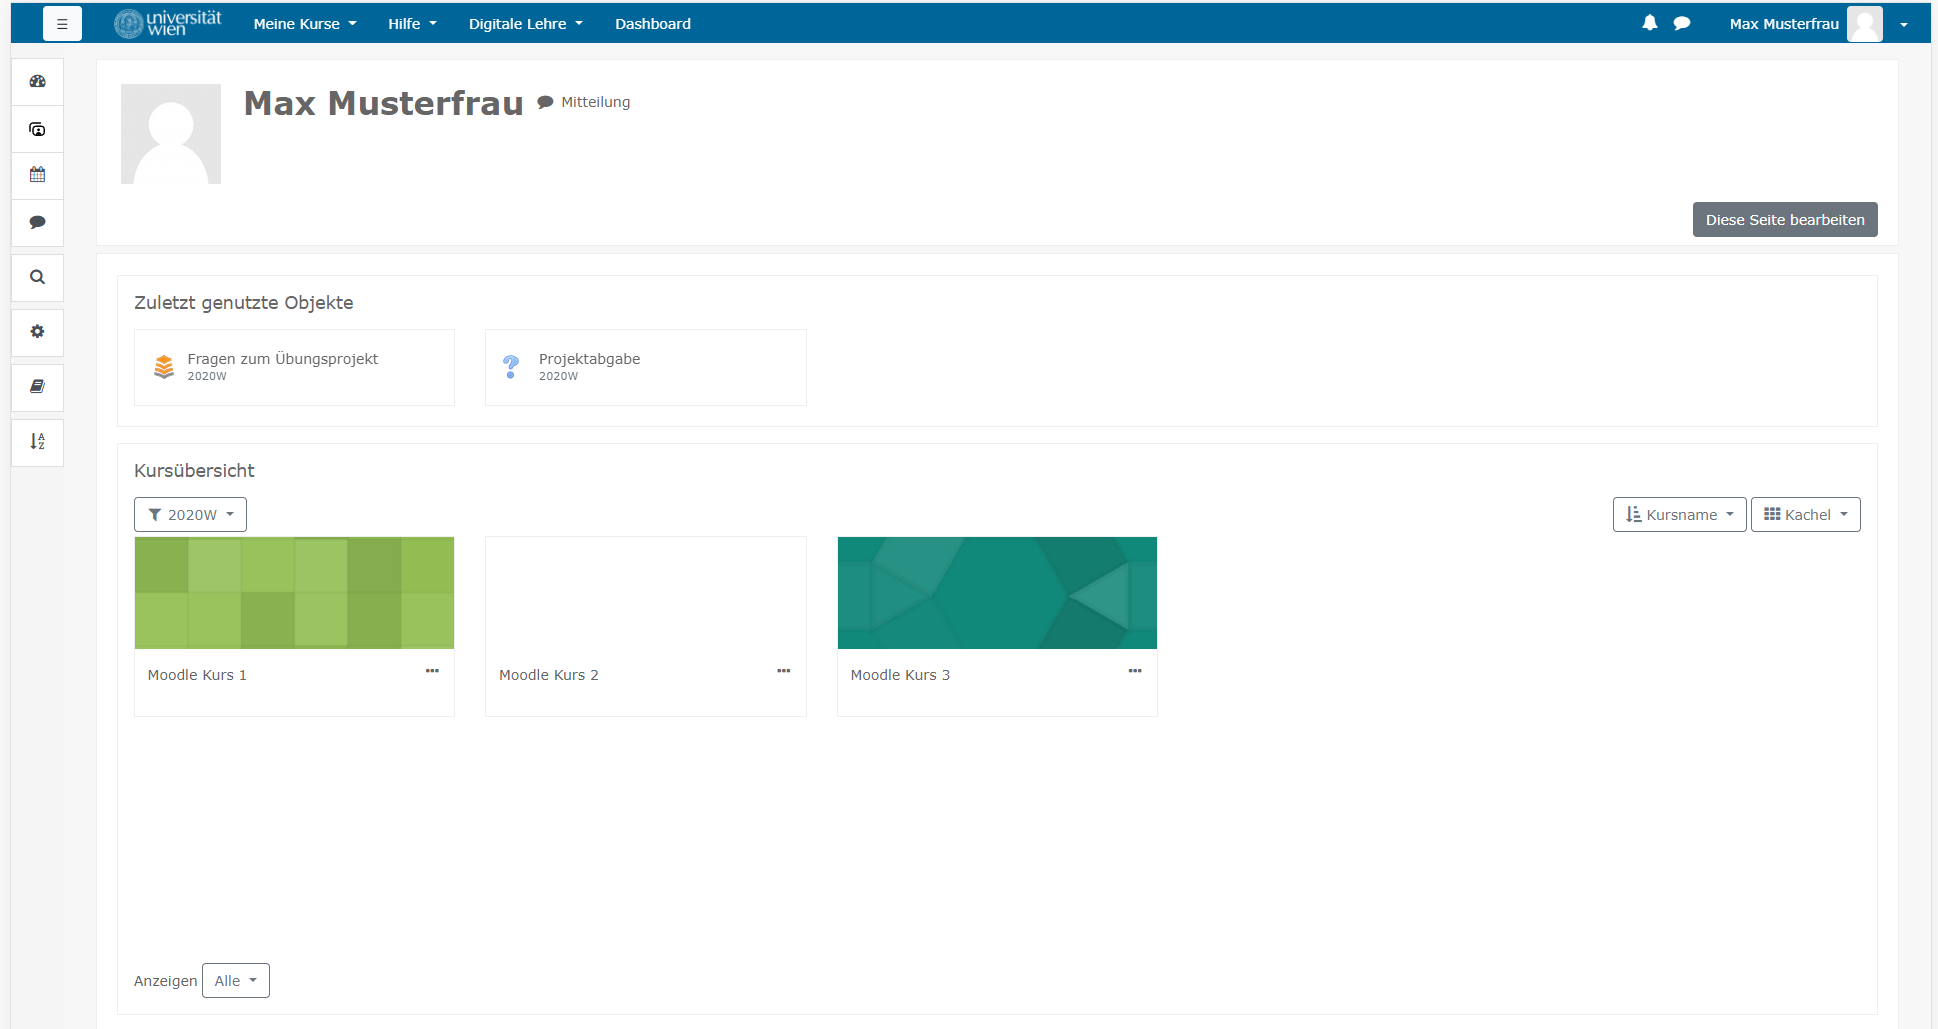 universität
wien
Meine Kurse
Hilfe
Digitale Lehre
Dashboard
Max Musterfrau
Max Musterfrau
Mitteilung
Diese Seite bearbeiten
Zuletzt genutzte Objekte
Fragen zum Übungsprojekt
2020W
Projektabgabe
2020W
Kursübersicht
2020W
Kursname
Kachel
Moodle Kurs 1
Moodle Kurs 2
Moodle Kurs 3
Anzeigen Alle